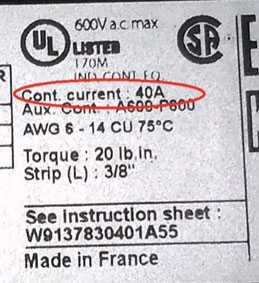 600V a.c. max
UL
LISTED
SA
170M
IND.CONT.EQ.
Cont. current : 40A
Aux. Cont. : A600-P600
AWG 6 - 14 CU 75°C
Torque : 20 lb.in.
Strip (L) : 3/8"
See instruction sheet :
W9137830401A55
Made in France